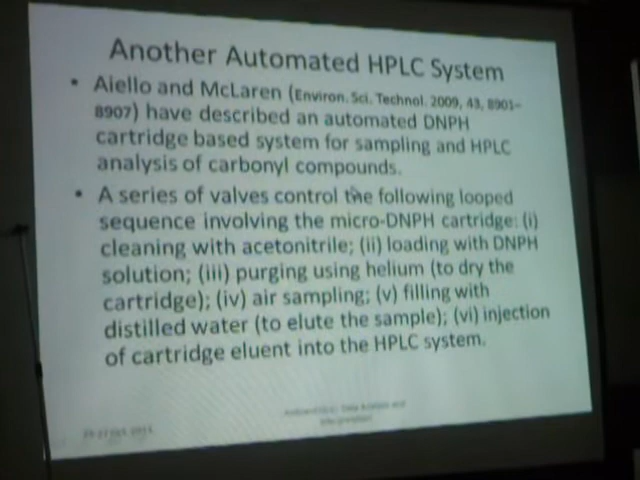 Another Automated HPLC System
• Aiello and McLaren (Environ. Sci. Technol. 2009, 43, 8901–
8907) have described an automated DNPH
cartridge based system for sampling and HPLC
analysis of carbonyl compounds.
• A series of valves control the following looped
sequence involving the micro-DNPH cartridge: (i)
cleaning with acetonitrile; (ii) loading with DNPH
solution; (iii) purging using helium (to dry the
cartridge); (iv) air sampling; (v) filling with
distilled water (to elute the sample); (vi) injection
of cartridge eluent into the HPLC system.